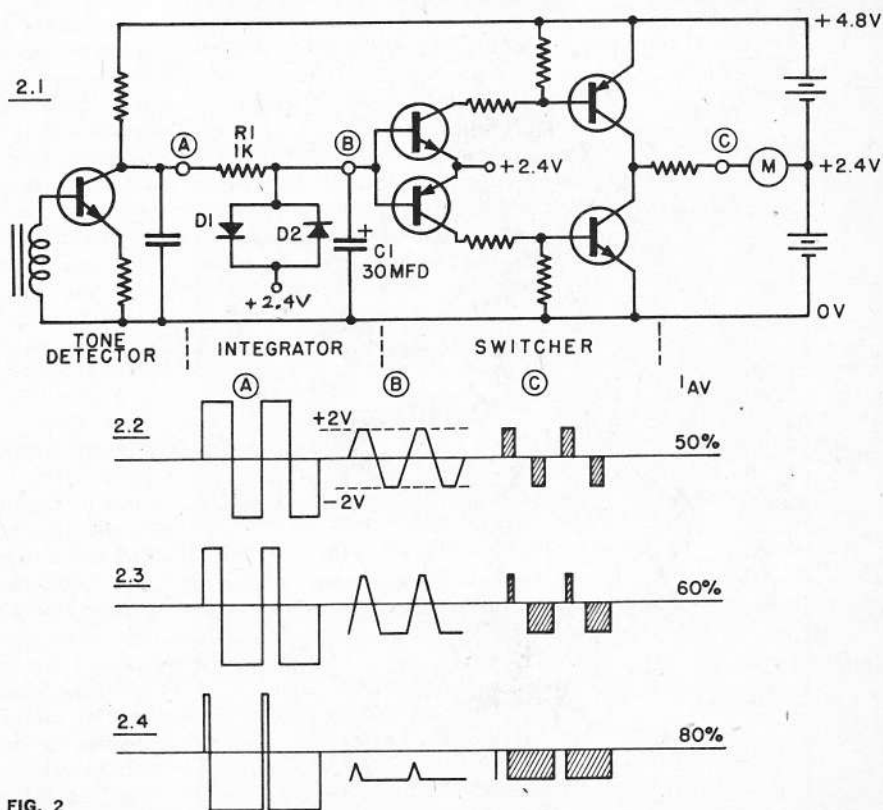 +4.8V
2.1
A
R1
1K
B
+2.4V
C
M
+2.4V
D1
D2
+
C1
30MFD
+2.4V
0V
TONE
DETECTOR
INTEGRATOR
SWITCHER
A
B
C
IAV
2.2
+2V
-2V
50%
2.3
60%
2.4
80%
FIG. 2